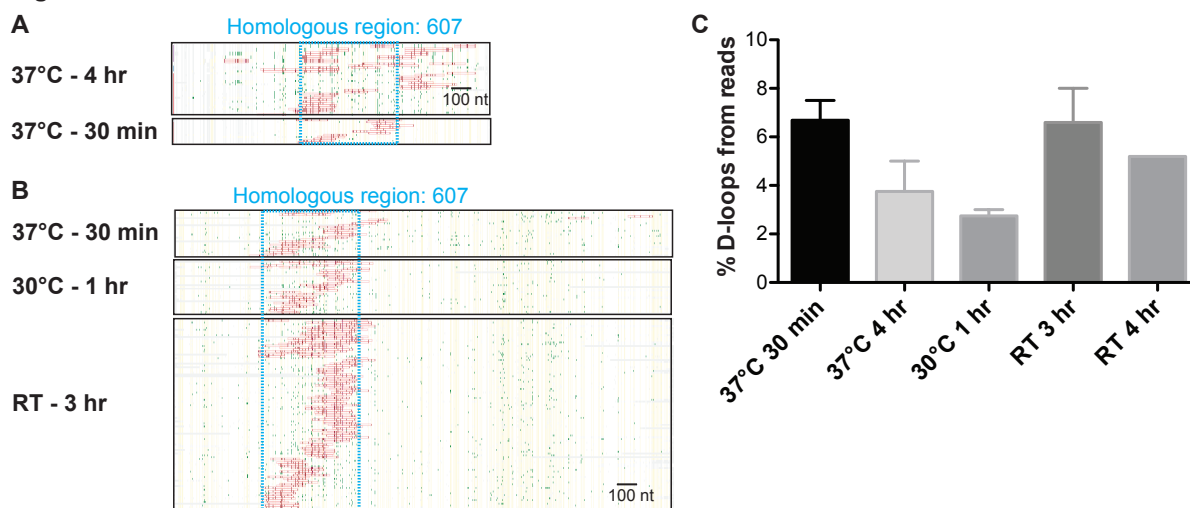 A
Homologous region: 607
37°C - 4 hr
100 nt
37°C - 30 min
B
Homologous region: 607
37°C - 30 min
30°C - 1 hr
RT - 3 hr
100 nt
C
% D-loops from reads
10
8
6
4
2
0
37°C 30 min
37°C 4 hr
30°C 1 hr
RT 3 hr
RT 4 hr